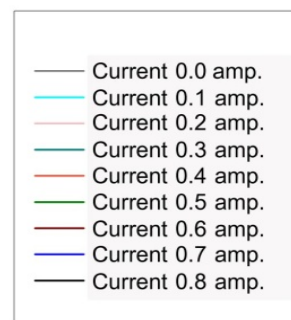 Current 0.0 amp.
Current 0.1 amp.
Current 0.2 amp.
Current 0.3 amp.
Current 0.4 amp.
Current 0.5 amp.
Current 0.6 amp.
Current 0.7 amp.
Current 0.8 amp.